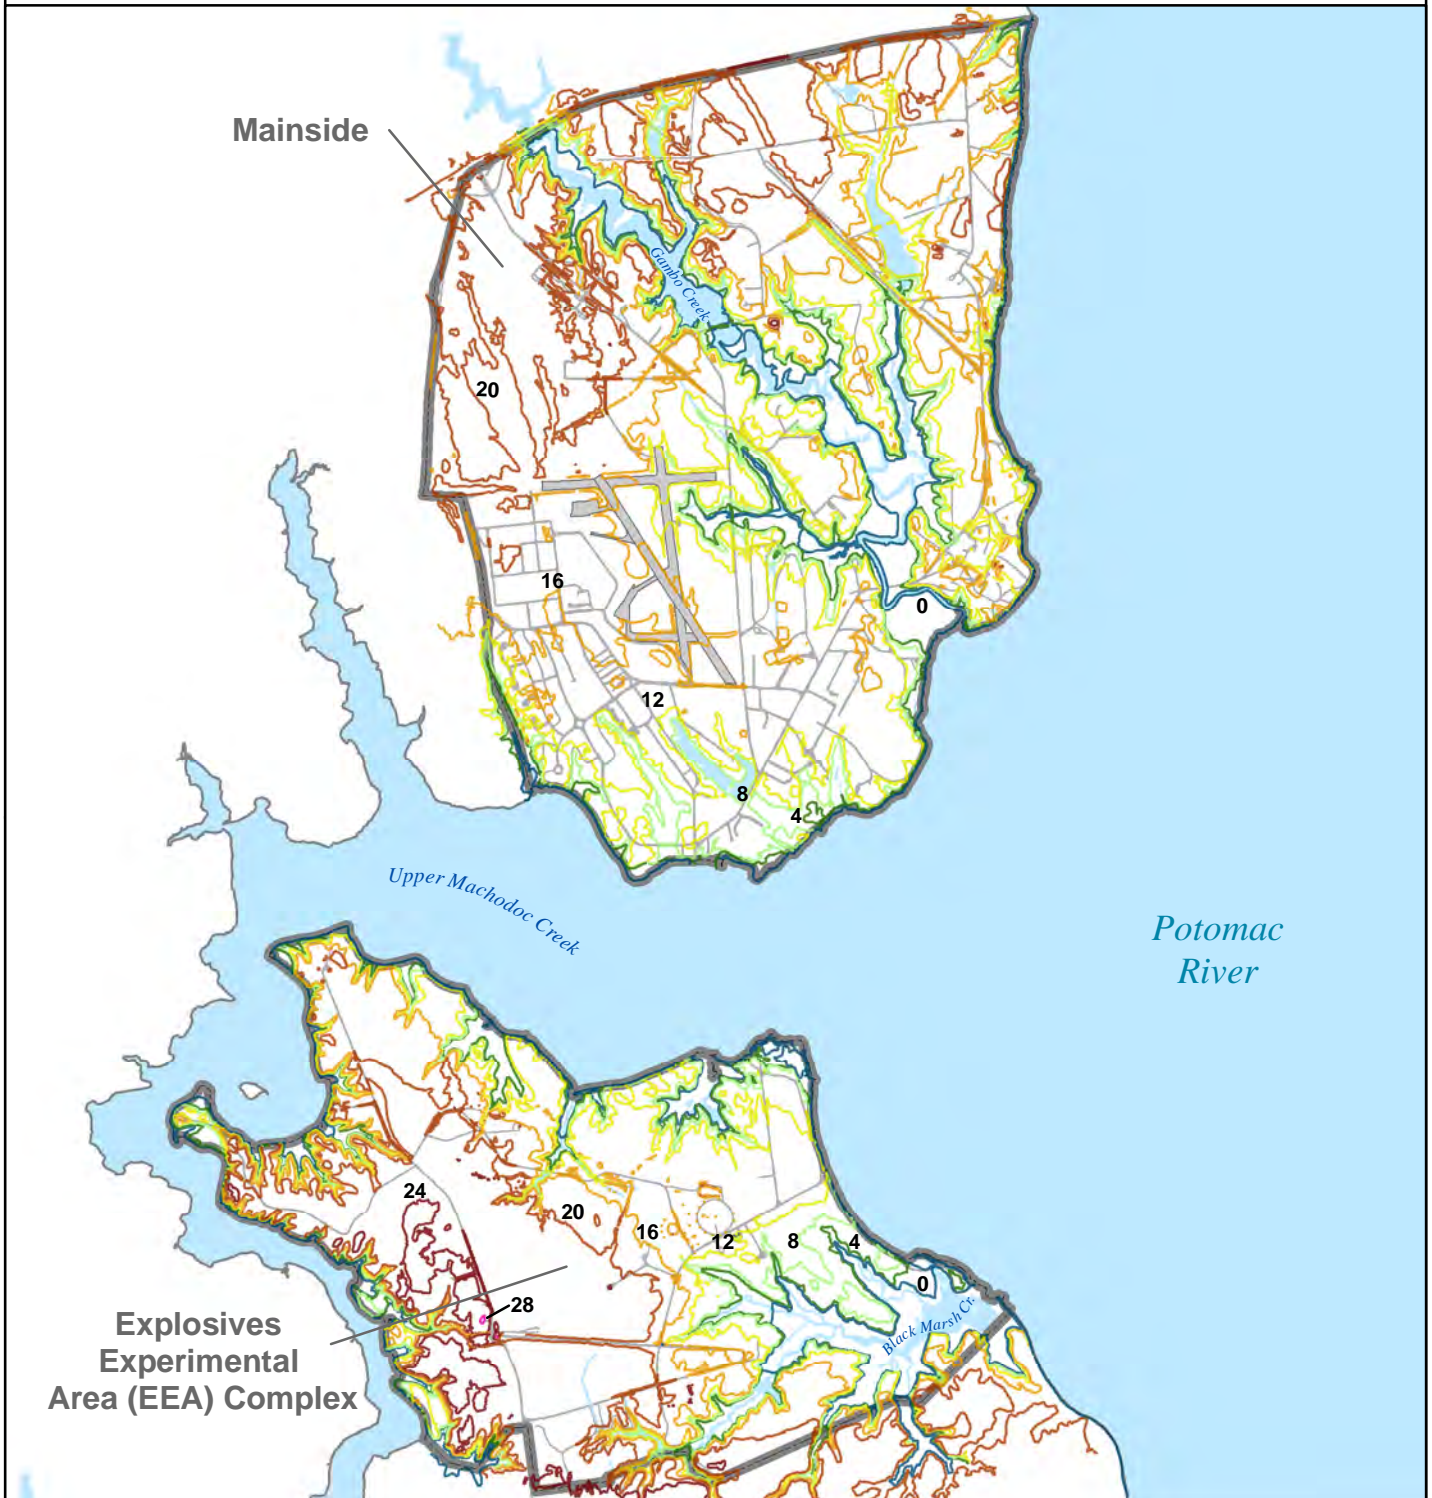 Mainside
Gambo Creek
20
16
0
12
8
4
Upper Machodoc Creek
Potomac
River
24
20
16
12
8
4
0
28
Black Marsh Cr.
Explosives
Experimental
Area (EEA) Complex